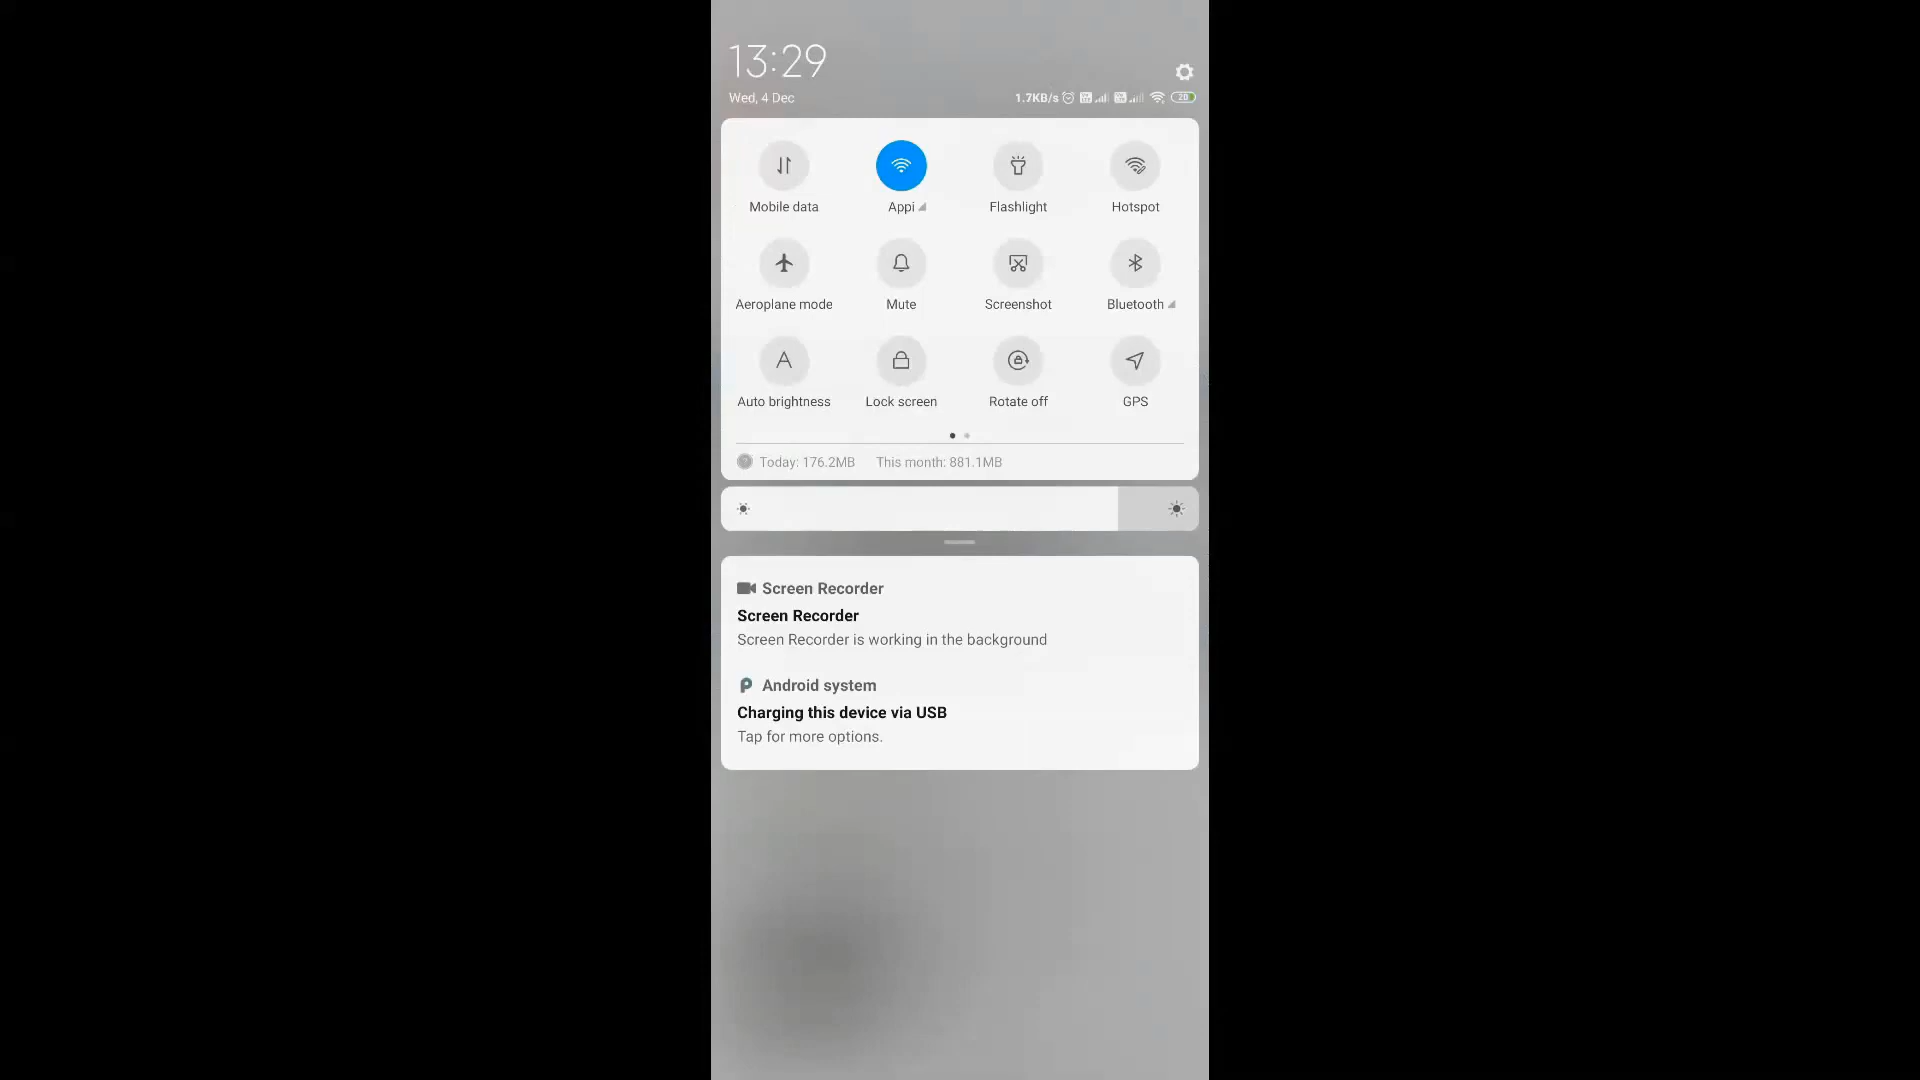 13:29
Wed, 4 Dec
1.7KB/s
20
Mobile data
Appi
Flashlight
Hotspot
Aeroplane mode
Mute
Screenshot
Bluetooth
Auto brightness
Lock screen
Rotate off
GPS
Today: 176.2MB This month: 881.1MB
Screen Recorder
Screen Recorder
Screen Recorder is working in the background
Android system
Charging this device via USB
Tap for more options.